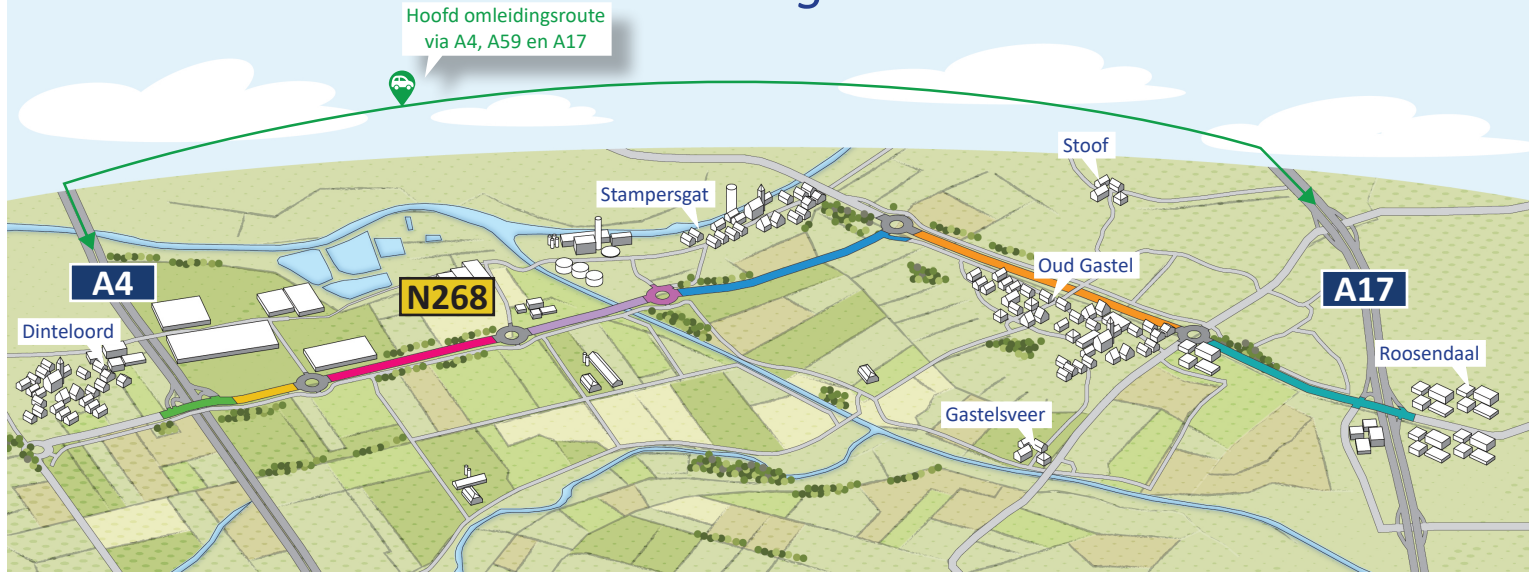 Hoofd omleidingsroute
via A4, A59 en A17
Stoof
Stampersgat
Oud Gastel
A4
N268
A17
Dinteloord
Roosendaal
Gastelsveer